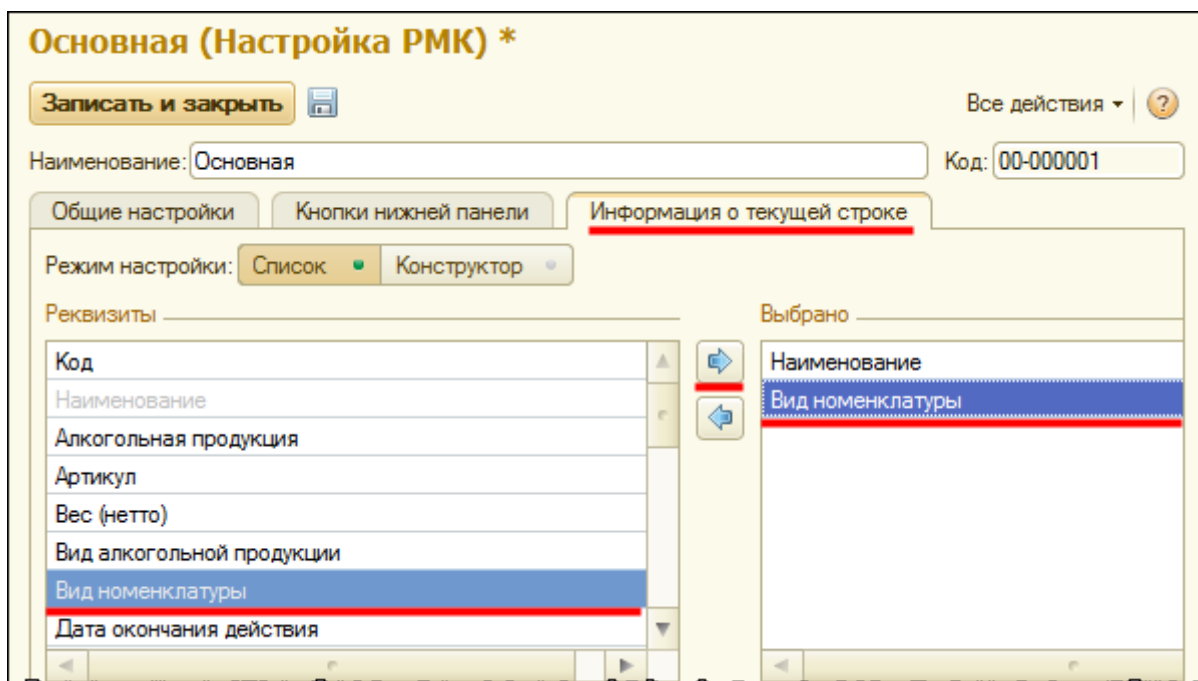 Основная (Настройка РМК) *
Записать и закрыть Все действия ?
Наименование: Основная Код: 00-000001
Общие настройки Кнопки нижней панели Информация о текущей строке
Режим настройки: Список Конструктор
Реквизиты Выбрано
Код Наименование
Наименование Вид номенклатуры
Алкогольная продукция
Артикул
Вес (нетто)
Вид алкогольной продукции
Вид номенклатуры
Дата окончания действия